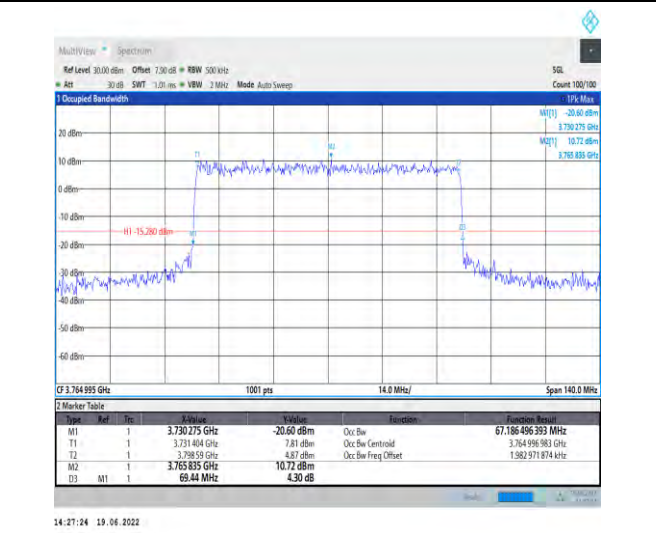 MultiView Spectrum
Ref Level 30.00 dBm Offset 7.90 dB RBW 500 kHz SGL
Att 30 dB SWT 1.01 ms VBW 2 MHz Mode Auto Sweep Count 100/100
1 Occupied Bandwidth 1Pk Max
M1[1] -20.60 dBm
3.730 275 GHz
M2[1] 10.72 dBm
3.765 835 GHz
20 dBm
10 dBm
0 dBm
-10 dBm
H1 -15.280 dBm
-20 dBm
-30 dBm
-40 dBm
-50 dBm
-60 dBm
T1
M2
M1
D3
CF 3.764 995 GHz 1001 pts 14.0 MHz/ Span 140.0 MHz
2 Marker Table
Type Ref Trc X-Value Y-Value Function Function Result
M1 1 3.730 275 GHz -20.60 dBm Occ Bw 67.186 496 393 MHz
T1 1 3.731 404 GHz 7.81 dBm Occ Bw Centroid 3.764 996 983 GHz
T2 1 3.798 59 GHz 4.87 dBm Occ Bw Freq Offset 1.982 971 874 kHz
M2 1 3.765 835 GHz 10.72 dBm
D3 M1 1 69.44 MHz 4.30 dB
14:27:24 19.06.2022